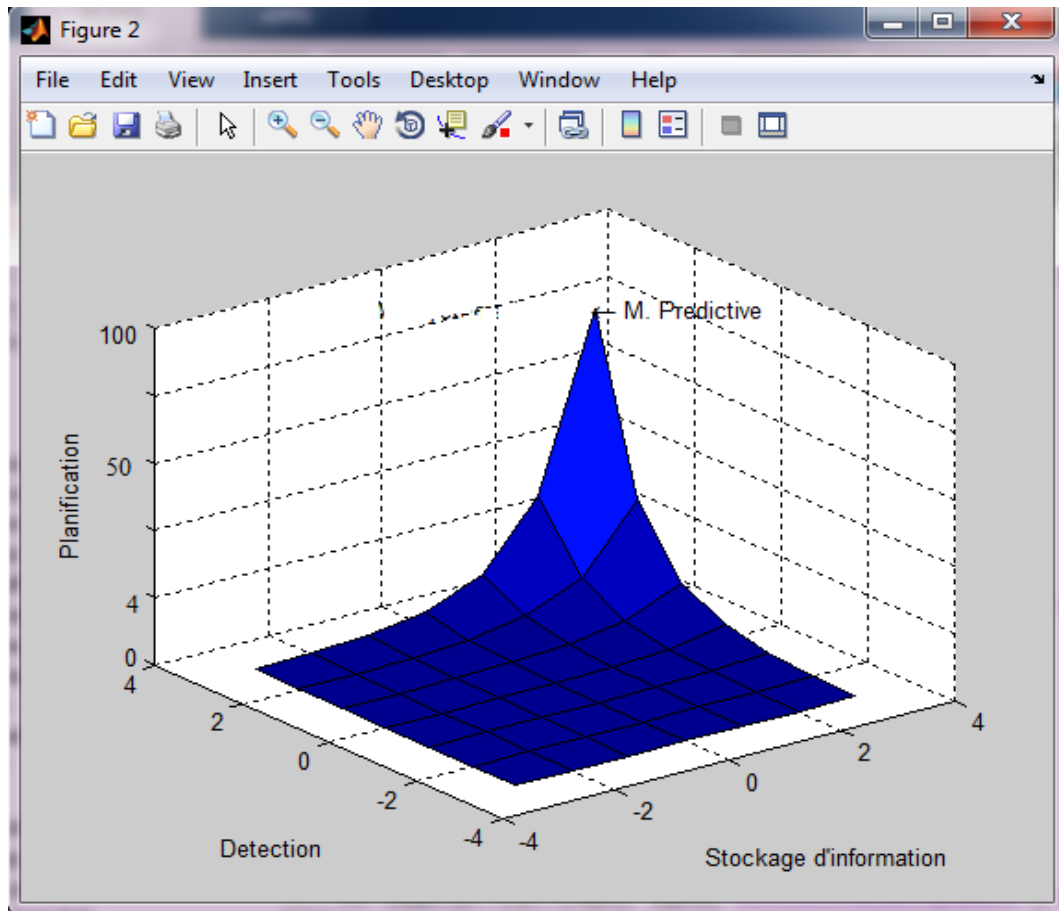 Figure 2
File Edit View Insert Tools Desktop Window Help
M. Predictive
100
50
4
0
Planification
4
2
0
-2
-4
Detection
-4
-2
0
2
4
Stockage d'information